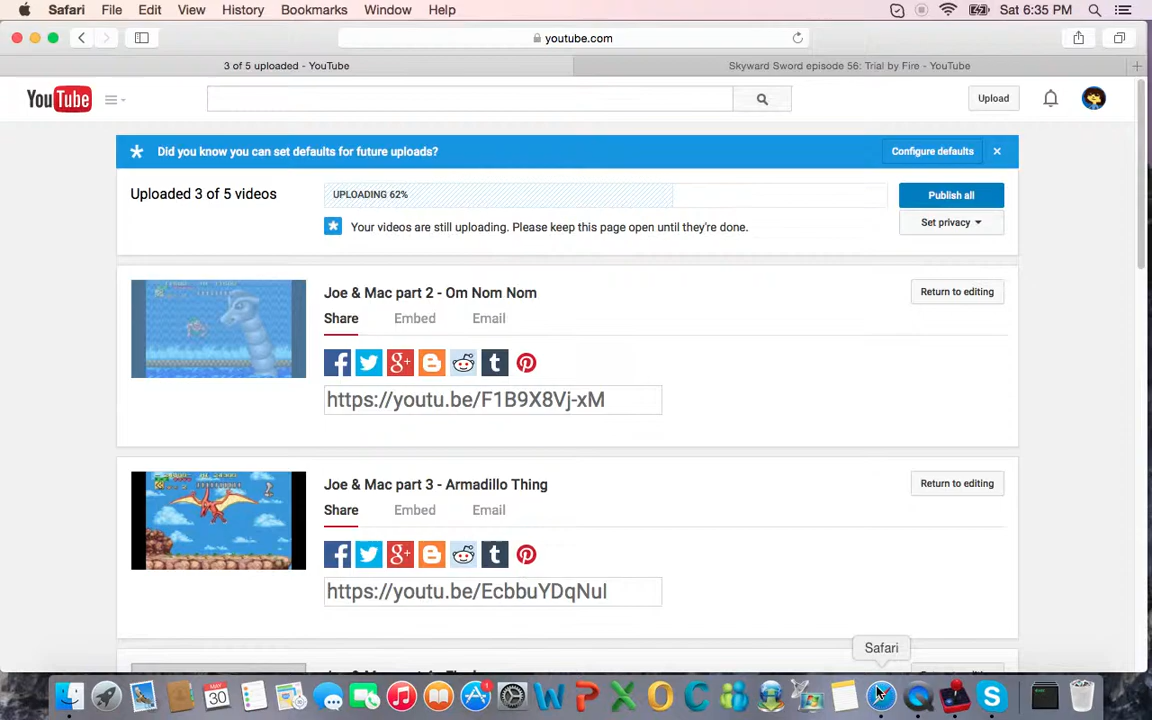 Safari File Edit View History Bookmarks Window Help Sat 6:35 PM
youtube.com
3 of 5 uploaded - YouTube Skyward Sword episode 56: Trial by Fire - YouTube
YouTube Upload
Did you know you can set defaults for future uploads? Configure defaults ×
Uploaded 3 of 5 videos UPLOADING 62% Publish all
Your videos are still uploading. Please keep this page open until they're done. Set privacy
Joe & Mac part 2 - Om Nom Nom Return to editing
Share Embed Email
https://youtu.be/F1B9X8Vj-xM
Joe & Mac part 3 - Armadillo Thing Return to editing
Share Embed Email
https://youtu.be/EcbbuYDqNuI
Safari
MAY
30
1